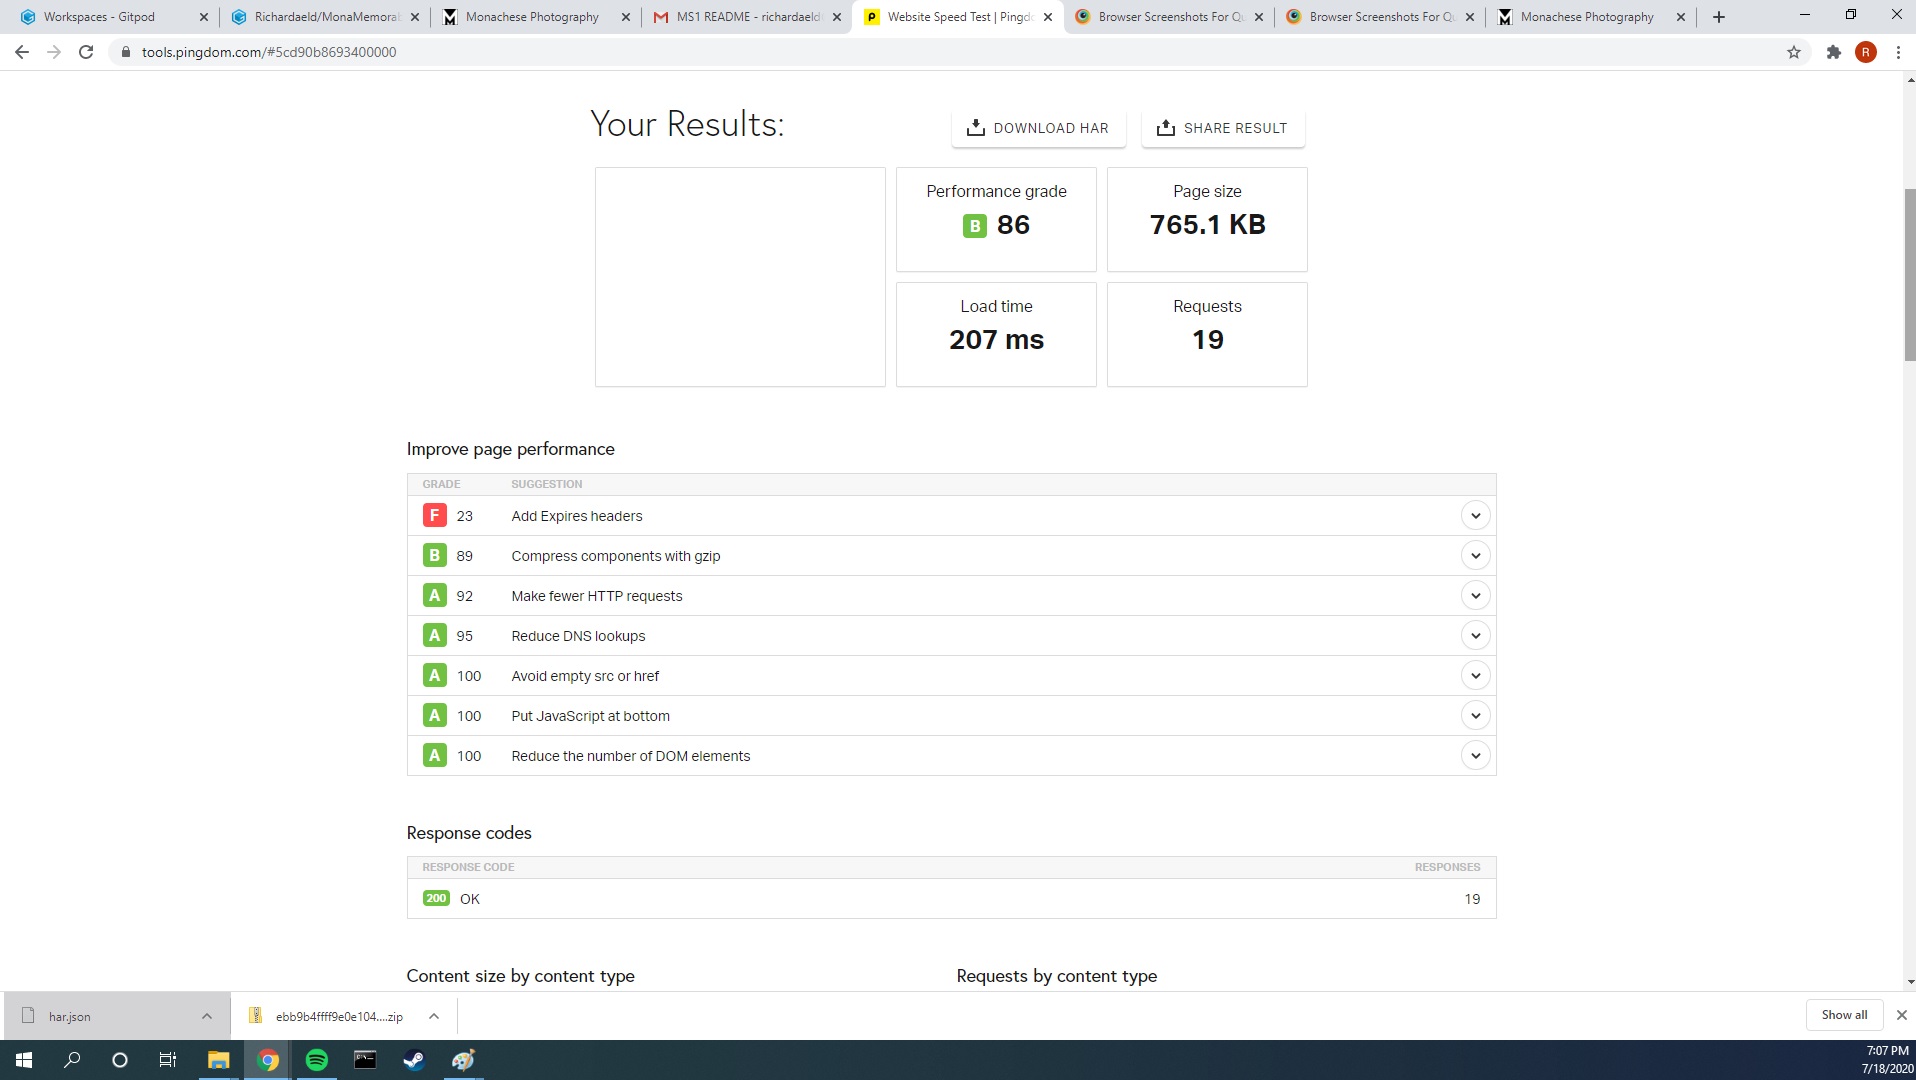 Workspaces - Gitpod
Richardaeld/MonaMemora
Monachese Photography
MS1 README - richardaeld
Website Speed Test | Pingdo
Browser Screenshots For Qu
Browser Screenshots For Qu
Monachese Photography
tools.pingdom.com/#5cd90b8693400000
R
Your Results:
DOWNLOAD HAR
SHARE RESULT
Performance grade
B 86
Page size
765.1 KB
Load time
207 ms
Requests
19
Improve page performance
GRADE SUGGESTION
F 23 Add Expires headers
B 89 Compress components with gzip
A 92 Make fewer HTTP requests
A 95 Reduce DNS lookups
A 100 Avoid empty src or href
A 100 Put JavaScript at bottom
A 100 Reduce the number of DOM elements
Response codes
RESPONSE CODE RESPONSES
200 OK 19
Content size by content type
Requests by content type
har.json
ebb9b4ffff9e0e104....zip
Show all
7:07 PM
7/18/2020